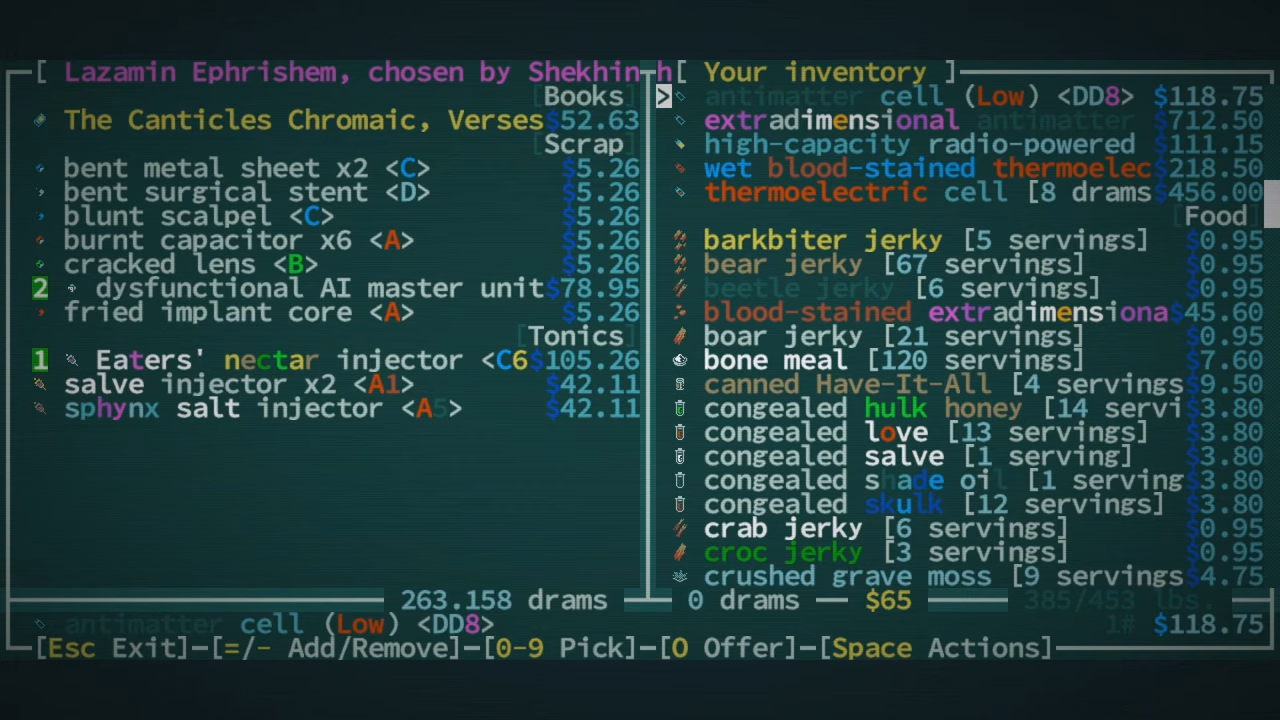 [ Lazamin Ephrishem, chosen by Shekhinh
[Books]
The Canticles Chromaic, Verses $52.63
[Scrap]
bent metal sheet x2 <C> $5.26
bent surgical stent <D> $5.26
blunt scalpel <C> $5.26
burnt capacitor x6 <A> $5.26
cracked lens <B> $5.26
2 dysfunctional AI master unit $78.95
fried implant core <A> $5.26
[Tonics]
1 Eaters' nectar injector <C6 $105.26
salve injector x2 <A1> $42.11
sphynx salt injector <A5> $42.11
263.158 drams
[ Your inventory ]
> antimatter cell (Low) <DD8> $118.75
extradimensional antimatter $712.50
high-capacity radio-powered $111.15
wet blood-stained thermoelec $218.50
thermoelectric cell [8 drams $456.00
[Food]
barkbiter jerky [5 servings] $0.95
bear jerky [67 servings] $0.95
beetle jerky [6 servings] $0.95
blood-stained extradimensiona $45.60
boar jerky [21 servings] $0.95
bone meal [120 servings] $7.60
canned Have-It-All [4 servings $9.50
congealed hulk honey [14 servi $3.80
congealed love [13 servings] $3.80
congealed salve [1 serving] $3.80
congealed shade oil [1 serving $3.80
congealed skulk [12 servings] $3.80
crab jerky [6 servings] $0.95
croc jerky [3 servings] $0.95
crushed grave moss [9 servings $4.75
0 drams — $65 385/453 lbs.
antimatter cell (Low) <DD8> 1# $118.75
[Esc Exit]—[=/- Add/Remove]—[0-9 Pick]—[O Offer]—[Space Actions]